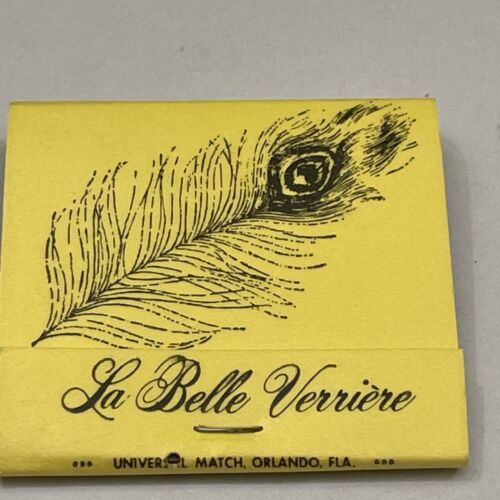 La Belle Verrière
°°° UNIVERSAL MATCH, ORLANDO, FLA. °°°